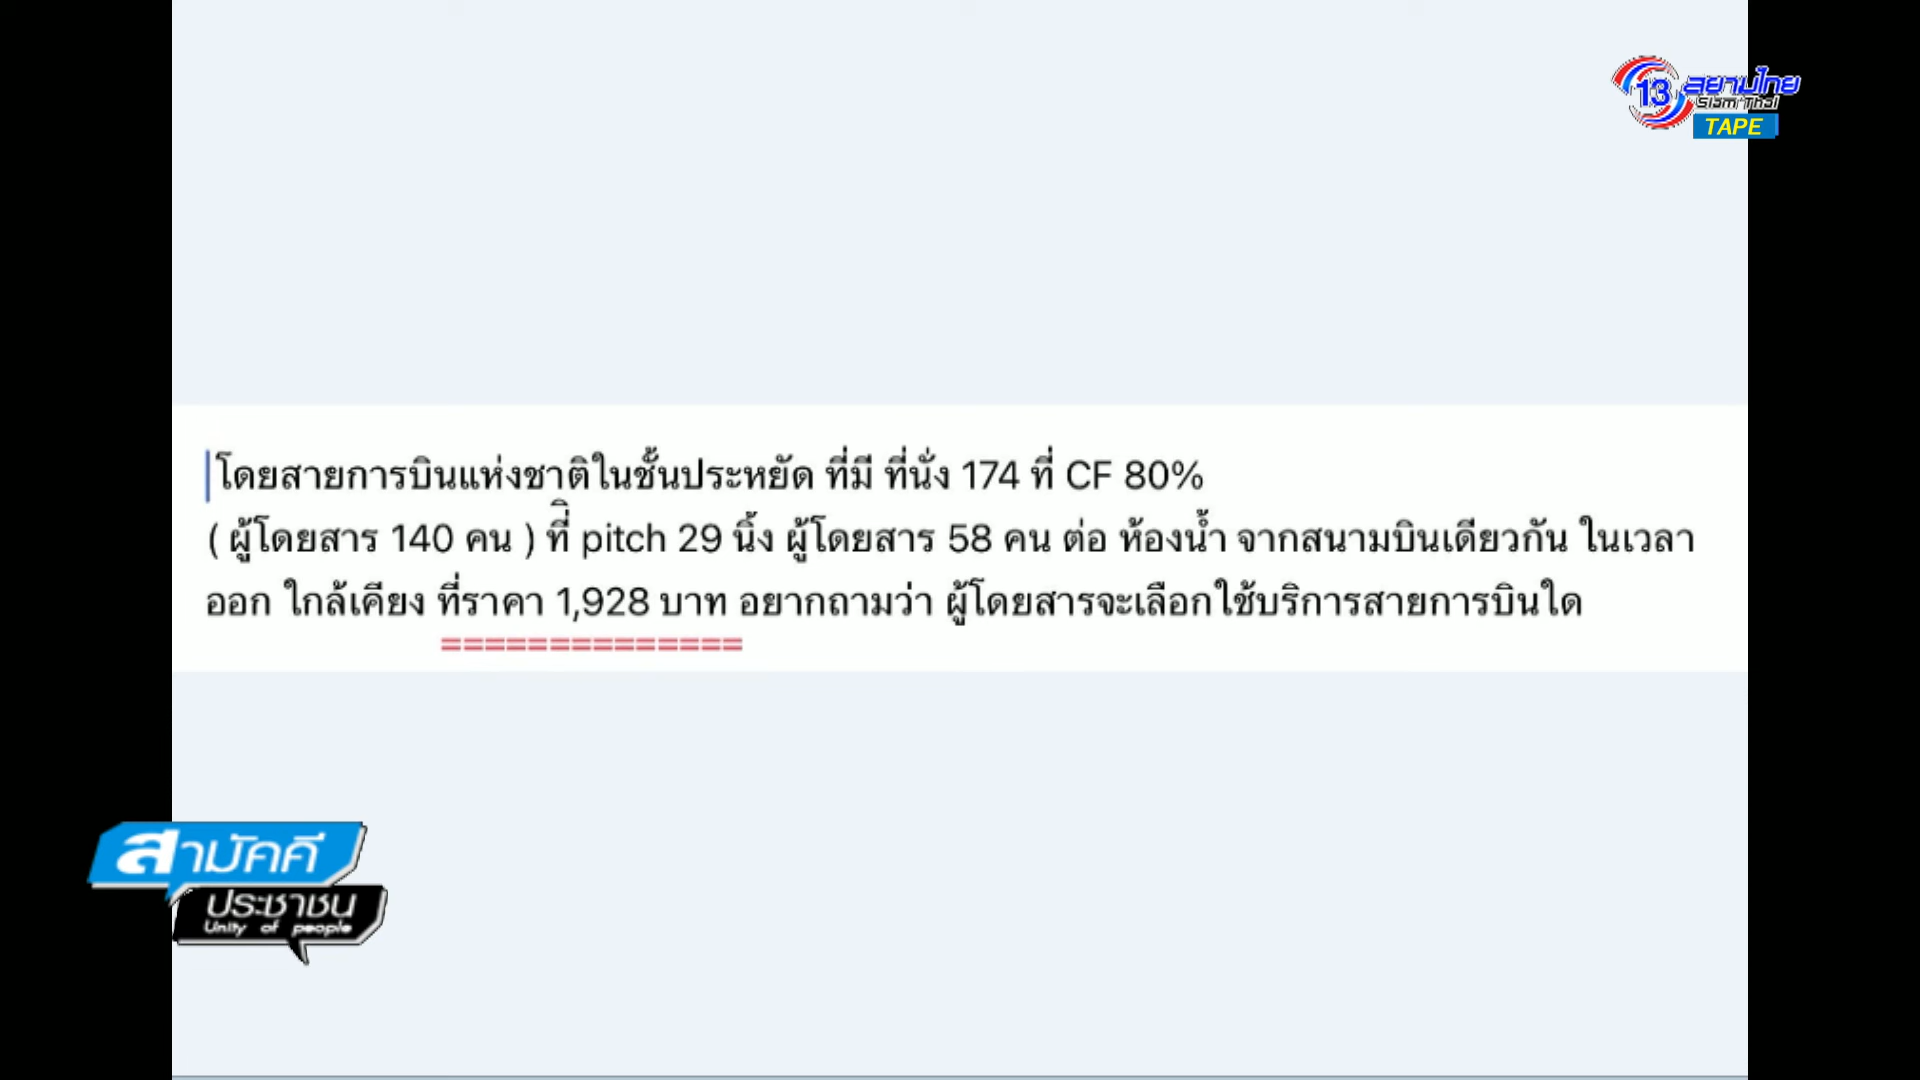 13 สยามไทย
Siam Thai
TAPE
โดยสายการบินแห่งชาติในชั้นประหยัด ที่มี ที่นั่ง 174 ที่ CF 80%
( ผู้โดยสาร 140 คน ) ที่ิ pitch 29 นิ้ง ผู้โดยสาร 58 คน ต่อ ห้องน้ำ จากสนามบินเดียวกัน ในเวลา
ออก ใกล้เคียง ที่ราคา 1,928 บาท อยากถามว่า ผู้โดยสารจะเลือกใช้บริการสายการบินใด
==============
สามัคคี
ประชาชน
Unity of people